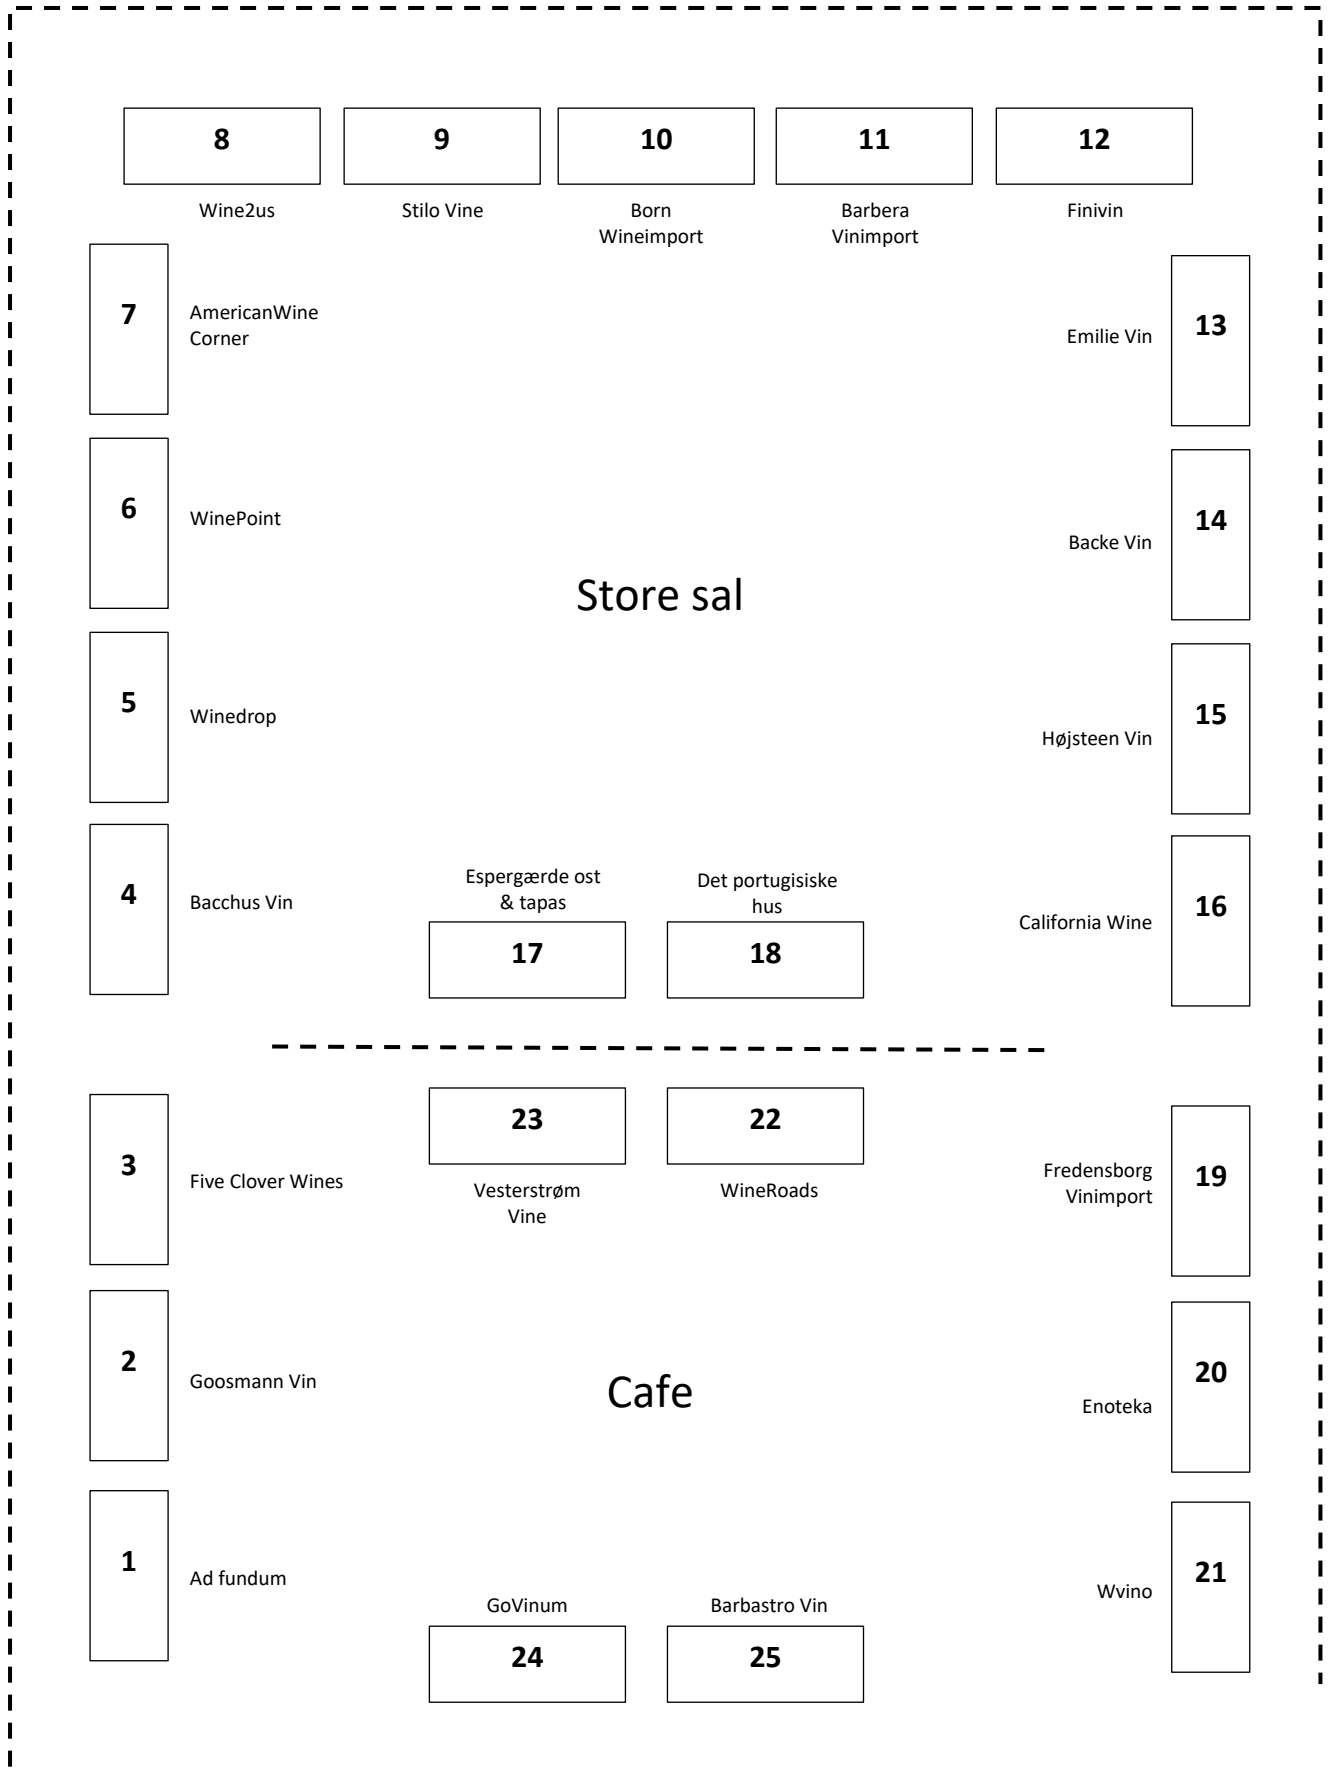 8
9
10
11
12
Wine2us
Stilo Vine
Born
Wineimport
Barbera
Vinimport
Finivin
7
AmericanWine
Corner
13
Emilie Vin
6
WinePoint
14
Backe Vin
Store sal
5
Winedrop
15
Højsteen Vin
4
Bacchus Vin
Espergærde ost
& tapas
17
Det portugisiske
hus
18
16
California Wine
3
Five Clover Wines
23
Vesterstrøm
Vine
22
WineRoads
19
Fredensborg
Vinimport
2
Goosmann Vin
Cafe
20
Enoteka
1
Ad fundum
GoVinum
24
Barbastro Vin
25
21
Wvino